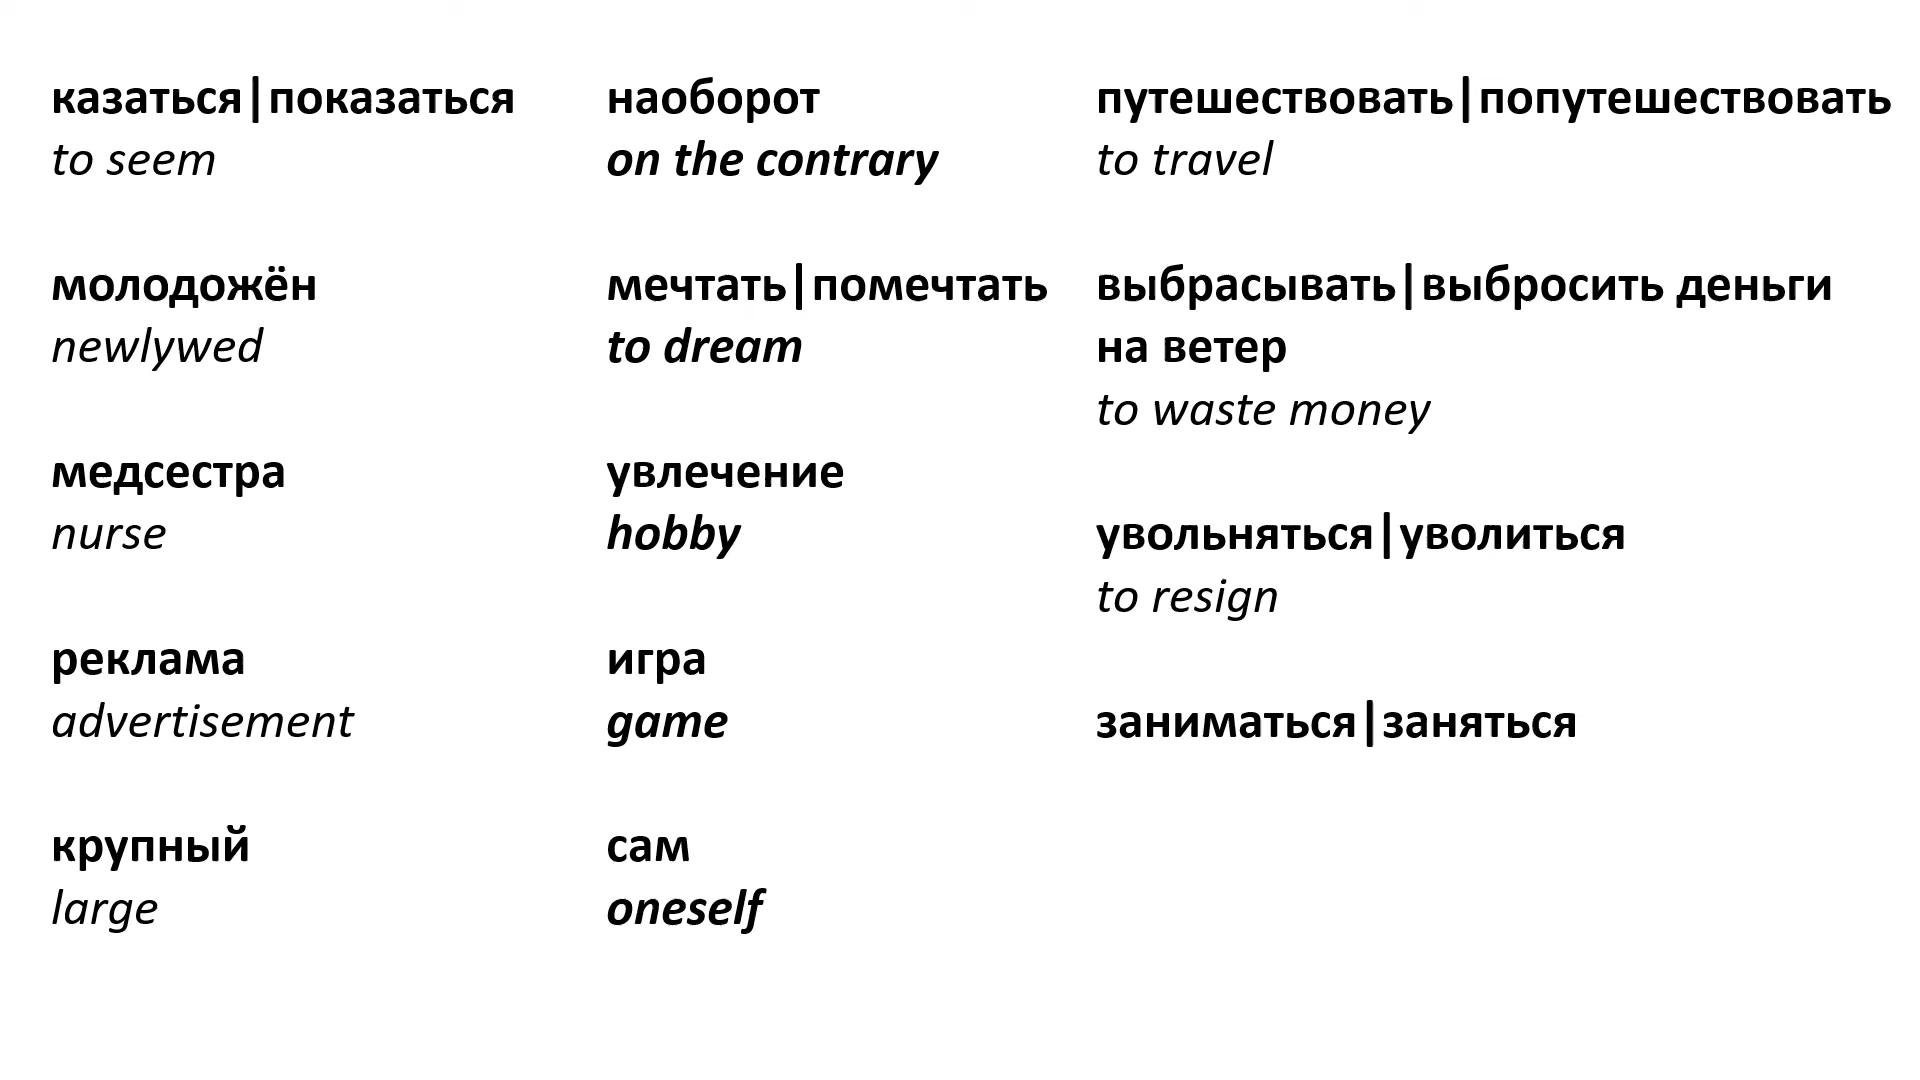 казаться|показаться
to seem
молодожён
newlywed
медсестра
nurse
реклама
advertisement
крупный
large
наоборот
on the contrary
мечтать|помечтать
to dream
увлечение
hobby
игра
game
сам
oneself
путешествовать|попутешествовать
to travel
выбрасывать|выбросить деньги
на ветер
to waste money
увольняться|уволиться
to resign
заниматься|заняться